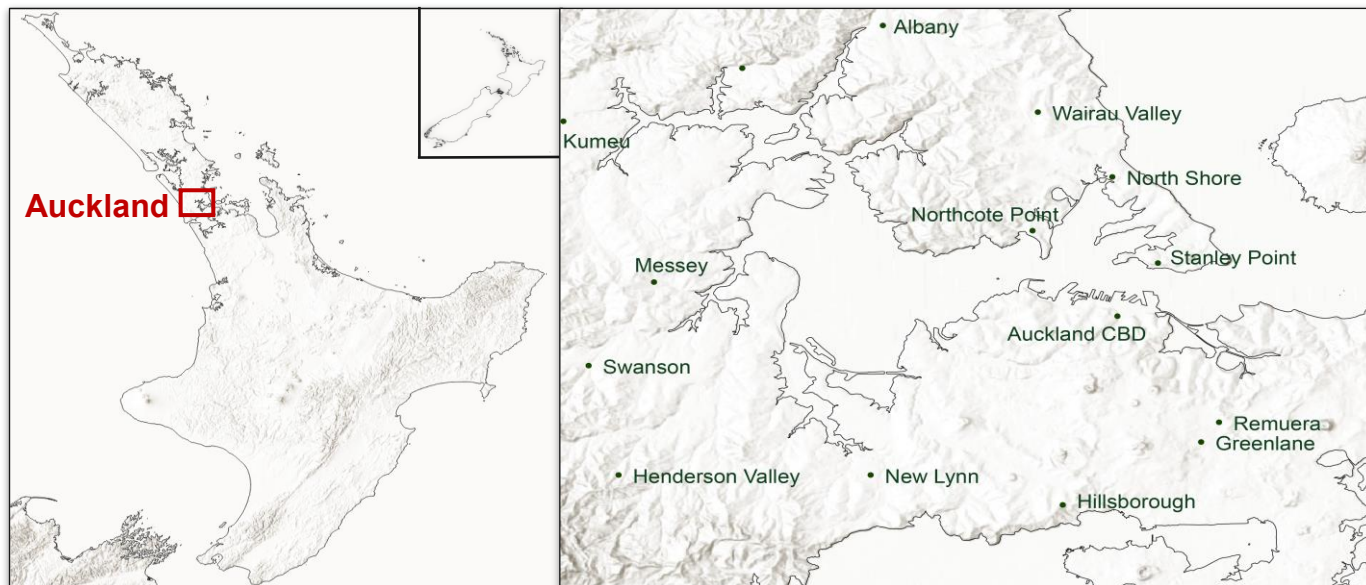 Auckland
Albany
Kumeu
Wairau Valley
North Shore
Northcote Point
Stanley Point
Messey
Auckland CBD
Swanson
Remuera
Greenlane
Henderson Valley
New Lynn
Hillsborough